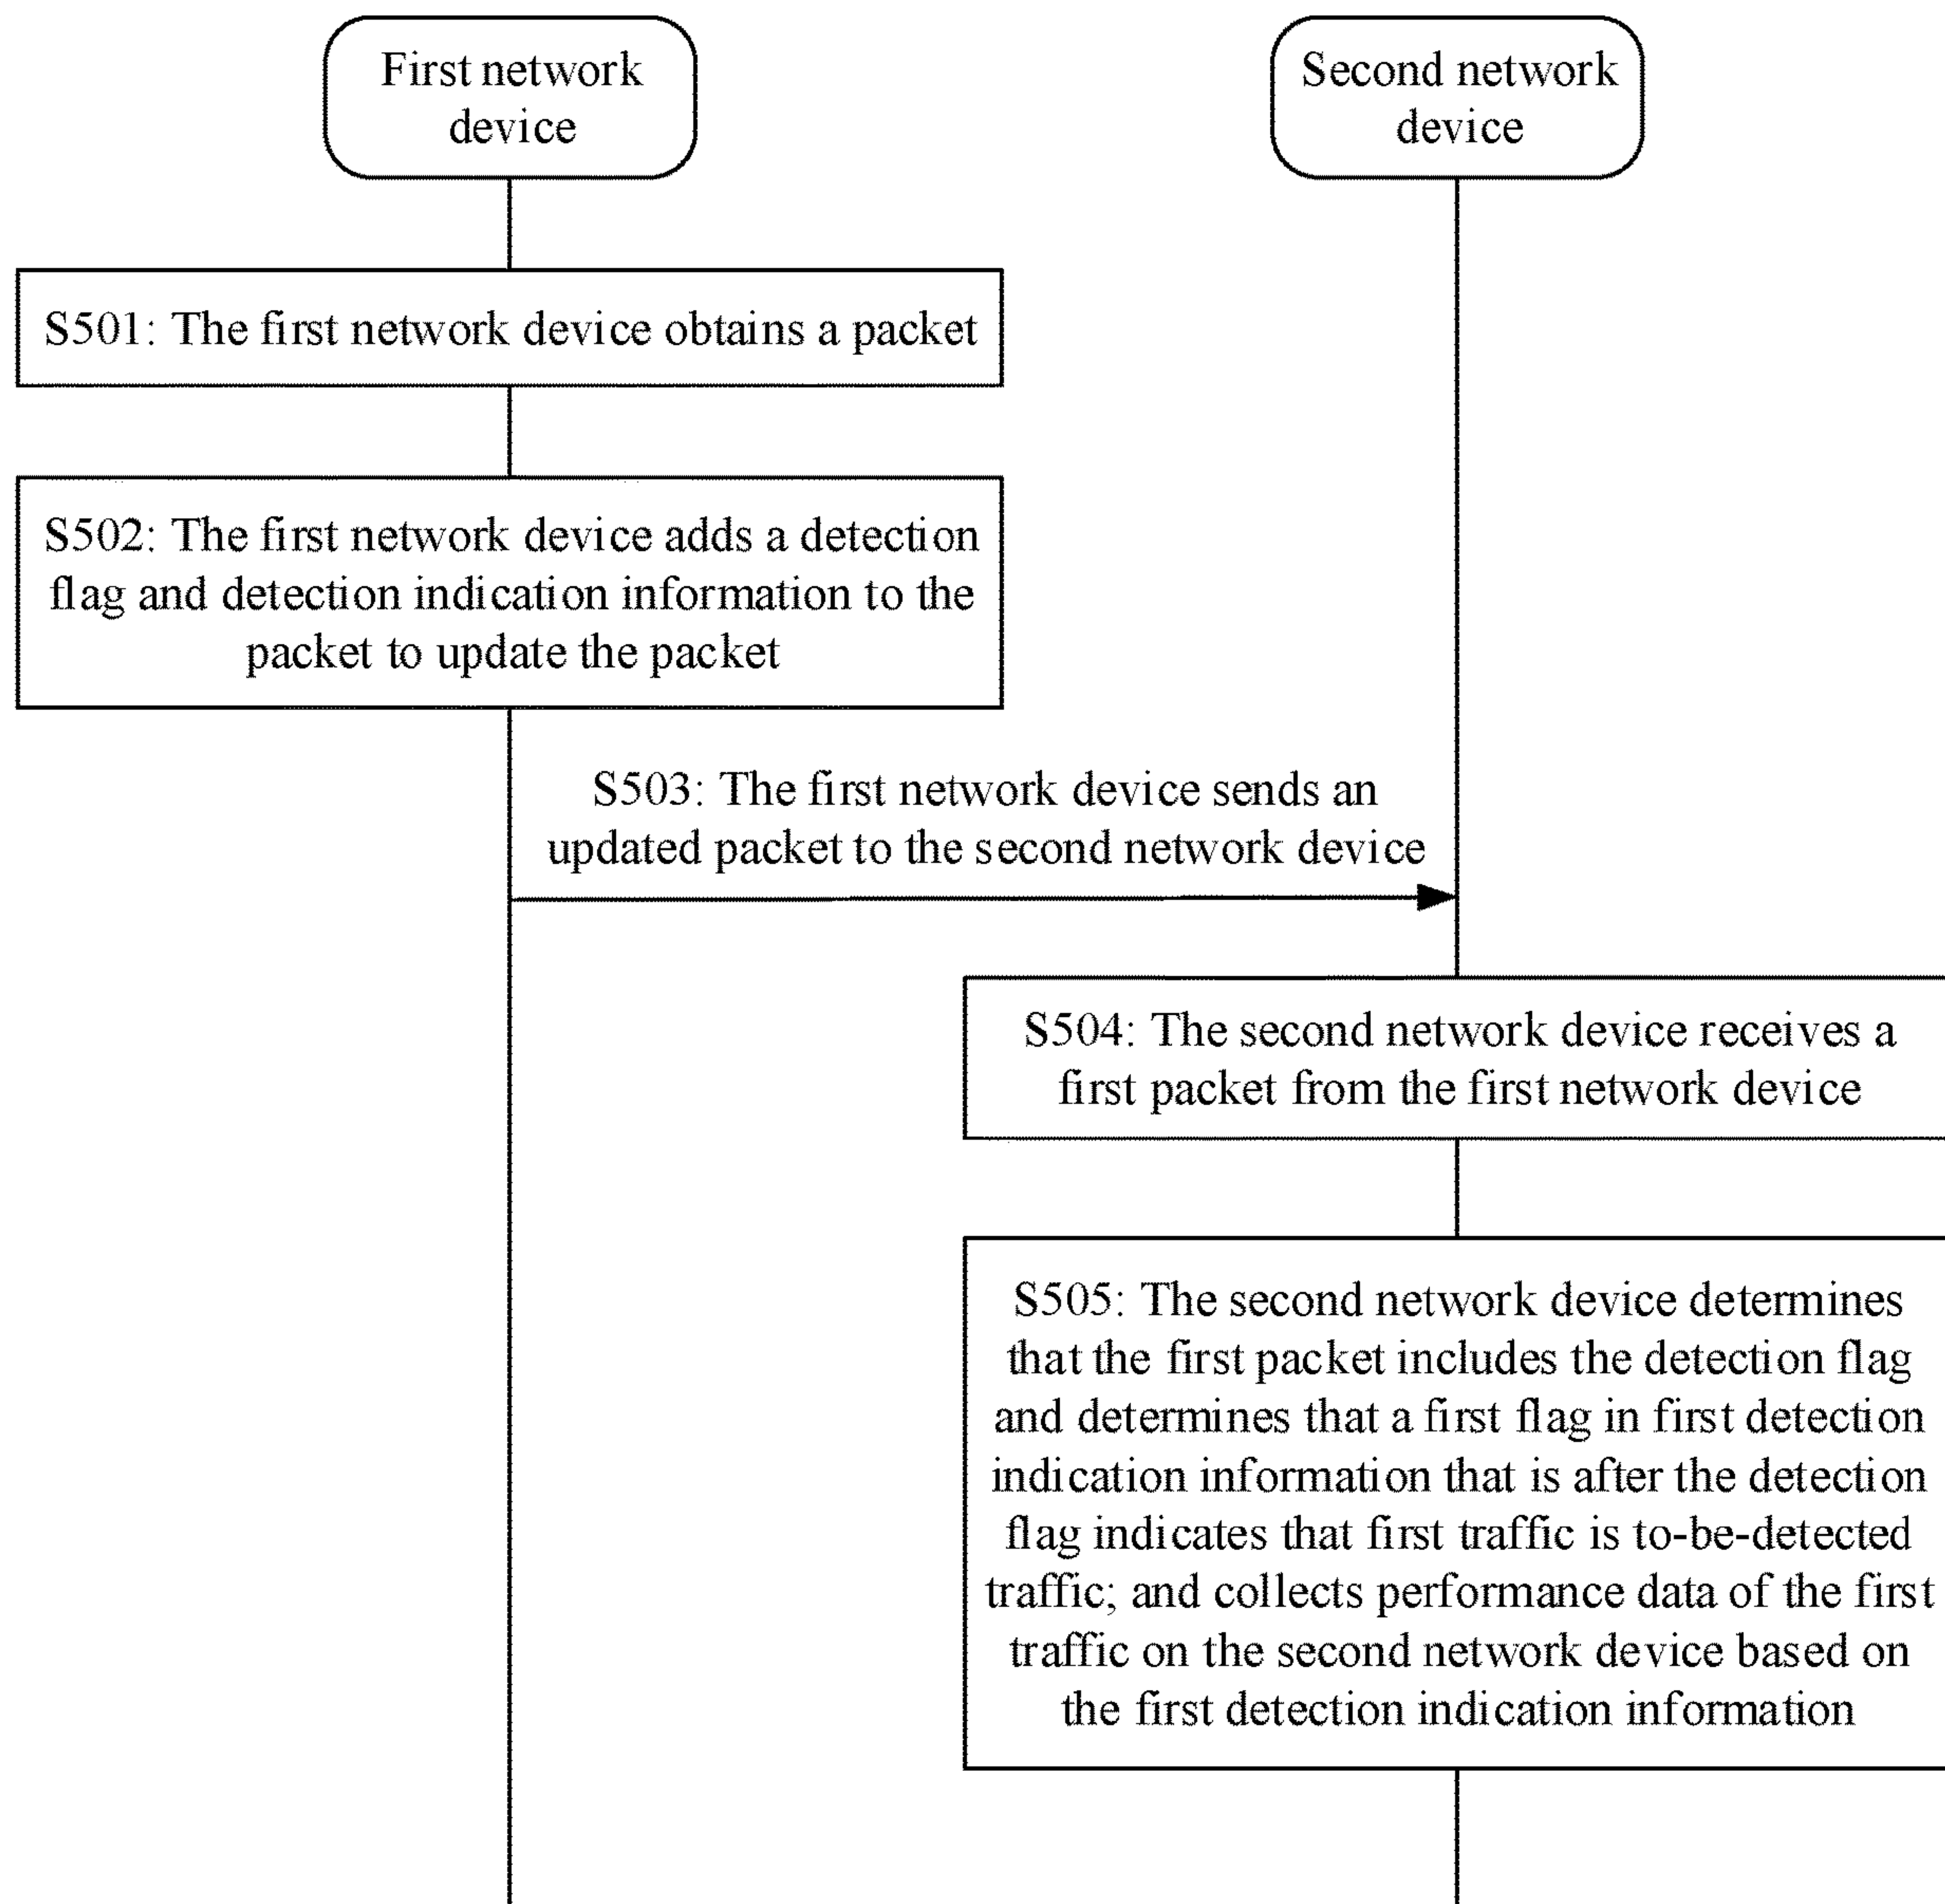 First network
device
Second network
device
S501: The first network device obtains a packet
S502: The first network device adds a detection
flag and detection indication information to the
packet to update the packet
S503: The first network device sends an
updated packet to the second network device
S504: The second network device receives a
first packet from the first network device
S505: The second network device determines
that the first packet includes the detection flag
and determines that a first flag in first detection
indication information that is after the detection
flag indicates that first traffic is to-be-detected
traffic; and collects performance data of the first
traffic on the second network device based on
the first detection indication information